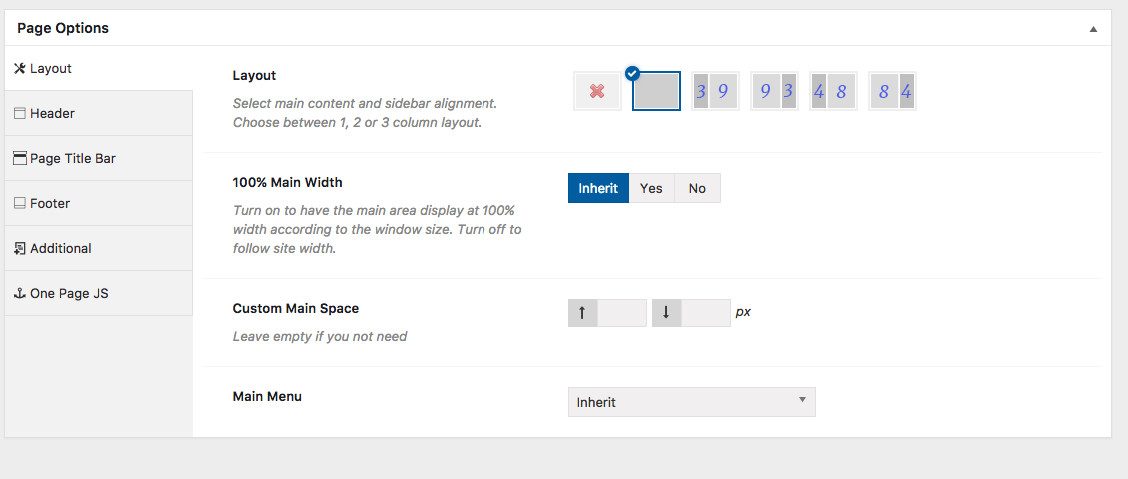 Page Options
Layout
Header
Page Title Bar
Footer
Additional
One Page JS
Layout
Select main content and sidebar alignment.
Choose between 1, 2 or 3 column layout.
3 9 9 3 4 8 8 4
100% Main Width
Turn on to have the main area display at 100%
width according to the window size. Turn off to
follow site width.
Inherit Yes No
Custom Main Space
Leave empty if you not need
px
Main Menu
Inherit